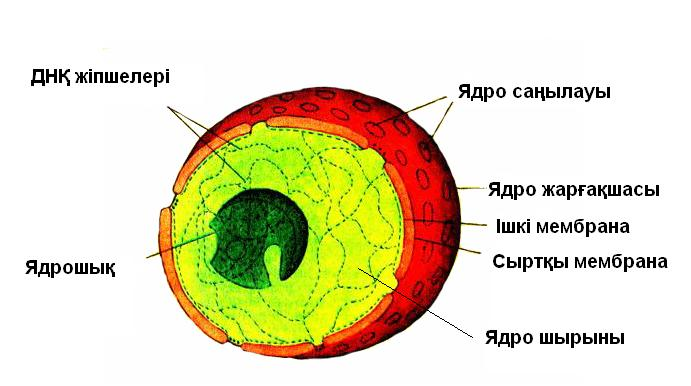 ДНҚ жіпшелері
Ядро саңылауы
Ядро жарғақшасы
Ішкі мембрана
Сыртқы мембрана
Ядрошық
Ядро шырыны